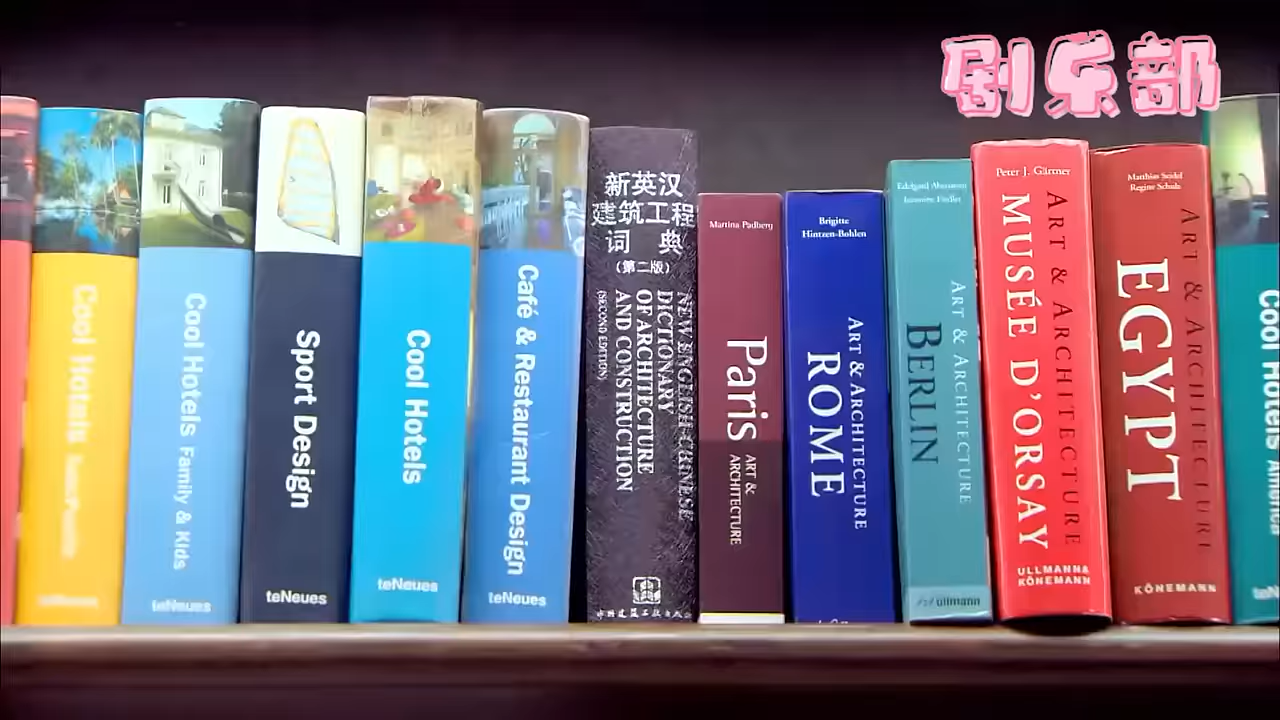 剧乐部
Cool Hotels
Cool Hotels Family & Kids
teNeues
Sport Design
teNeues
Cool Hotels
teNeues
Café & Restaurant Design
teNeues
新英汉
建筑工程
词典
(第二版)
NEW ENGLISH-CHINESE
DICTIONARY
OF ARCHITECTURE
AND CONSTRUCTION
(SECOND EDITION)
Martina Padberg
Paris
ART &
ARCHITECTURE
Brigitte
Hintzen-Bohlen
ART & ARCHITECTURE
ROME
ART & ARCHITECTURE
BERLIN
ullmann
Peter J. Gärtner
ART & ARCHITECTURE
MUSÉE D'ORSAY
ULLMANN&
KÖNEMANN
Matthias Seidel
Regine Schulz
ART & ARCHITECTURE
EGYPT
KÖNEMANN
Cool Hotels America